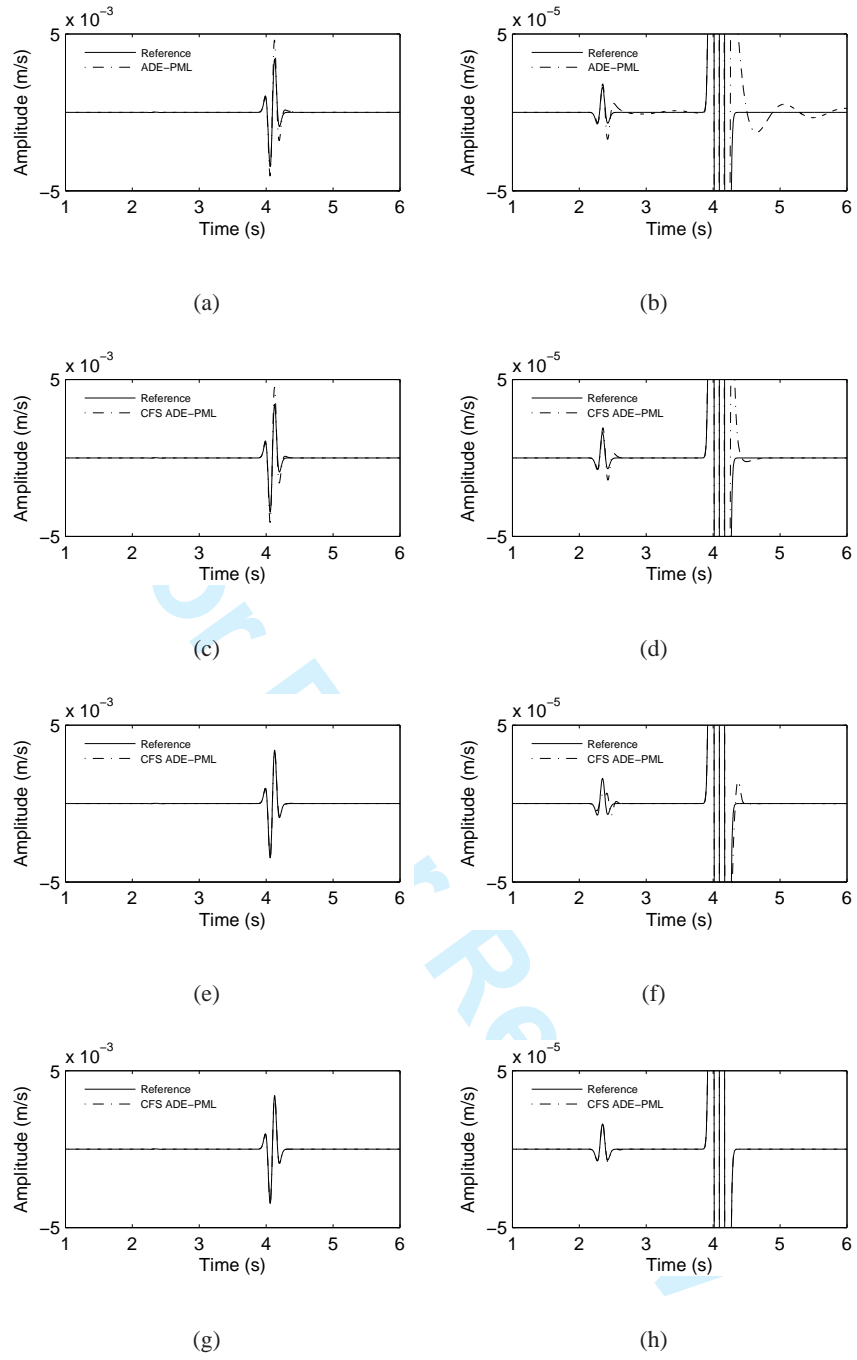 x 10−3
5
−5
Amplitude (m/s)
Reference
ADE−PML
1 2 3 4 5 6
Time (s)
(a)
x 10−5
5
−5
Amplitude (m/s)
Reference
ADE−PML
1 2 3 4 5 6
Time (s)
(b)
x 10−3
5
−5
Amplitude (m/s)
Reference
CFS ADE−PML
1 2 3 4 5 6
Time (s)
(c)
x 10−5
5
−5
Amplitude (m/s)
Reference
CFS ADE−PML
1 2 3 4 5 6
Time (s)
(d)
x 10−3
5
−5
Amplitude (m/s)
Reference
CFS ADE−PML
1 2 3 4 5 6
Time (s)
(e)
x 10−5
5
−5
Amplitude (m/s)
Reference
CFS ADE−PML
1 2 3 4 5 6
Time (s)
(f)
x 10−3
5
−5
Amplitude (m/s)
Reference
CFS ADE−PML
1 2 3 4 5 6
Time (s)
(g)
x 10−5
5
−5
Amplitude (m/s)
Reference
CFS ADE−PML
1 2 3 4 5 6
Time (s)
(h)